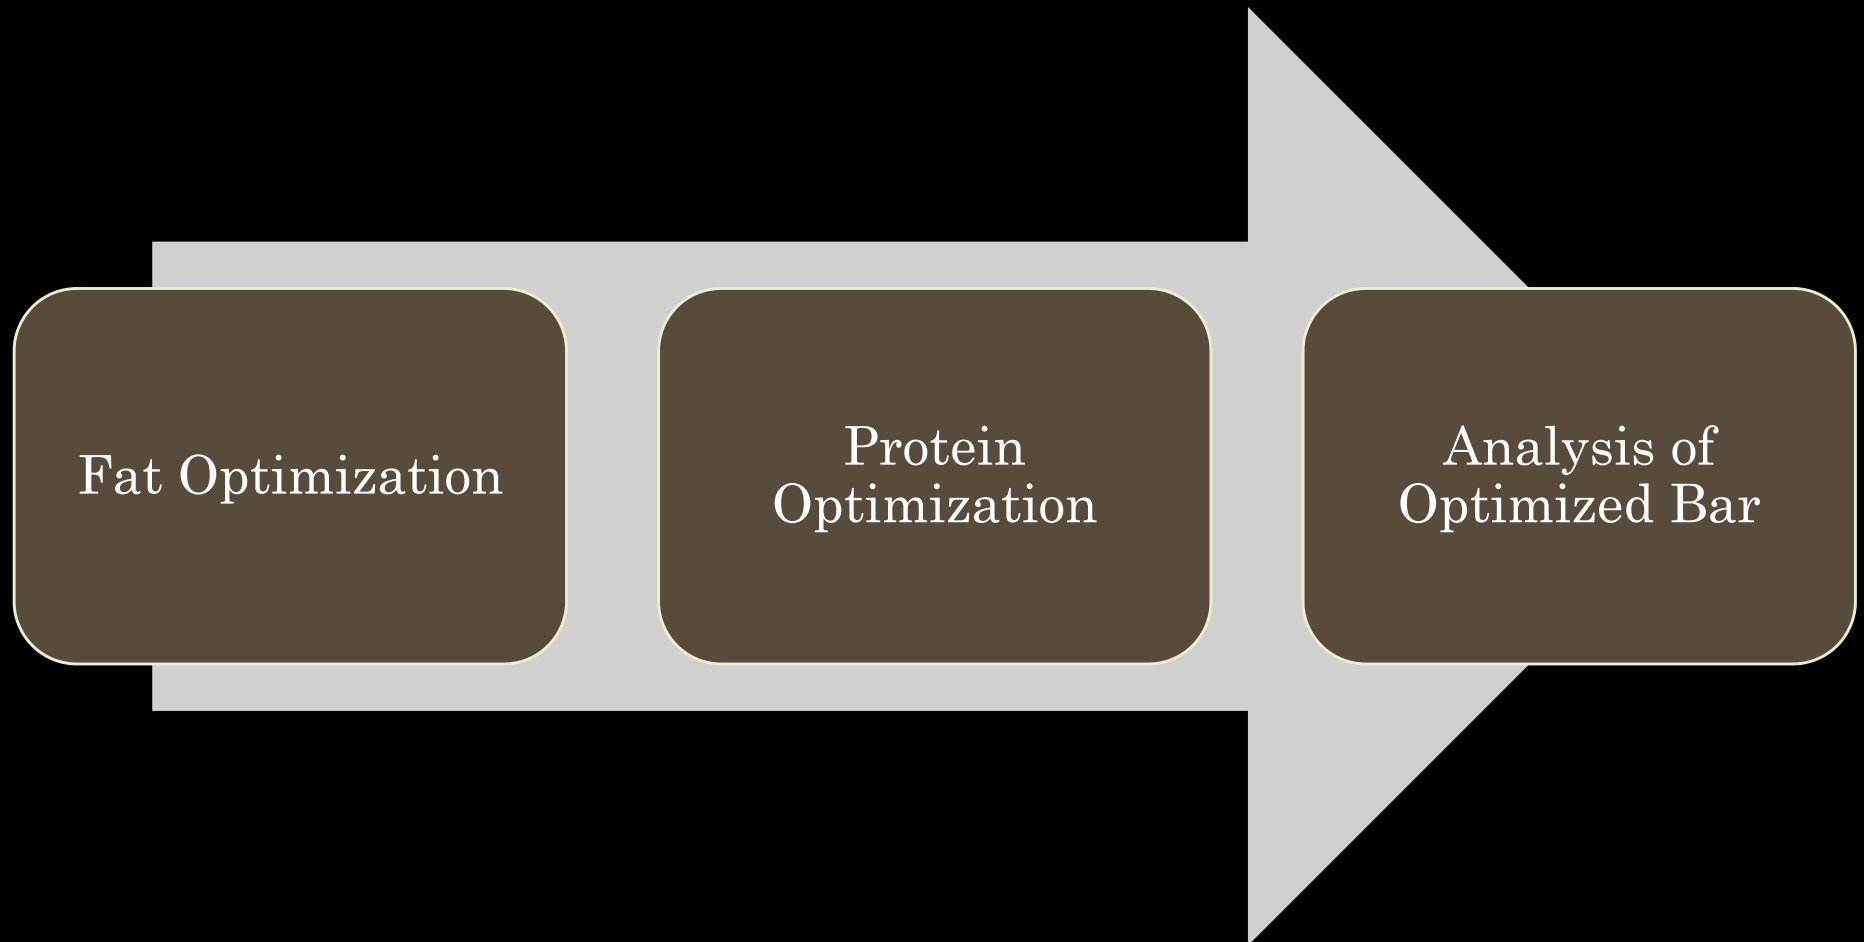 Fat Optimization
Protein
Optimization
Analysis of
Optimized Bar